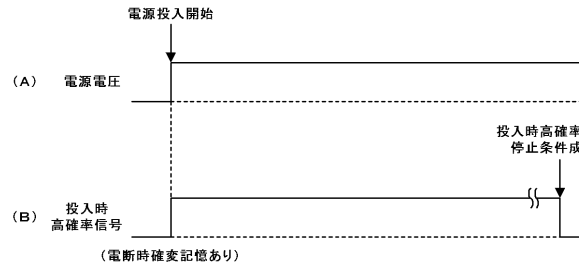 電源投入開始
(A) 電源電圧
投入時高確率
停止条件成
(B) 投入時
高確率信号
(電断時確変記憶あり)